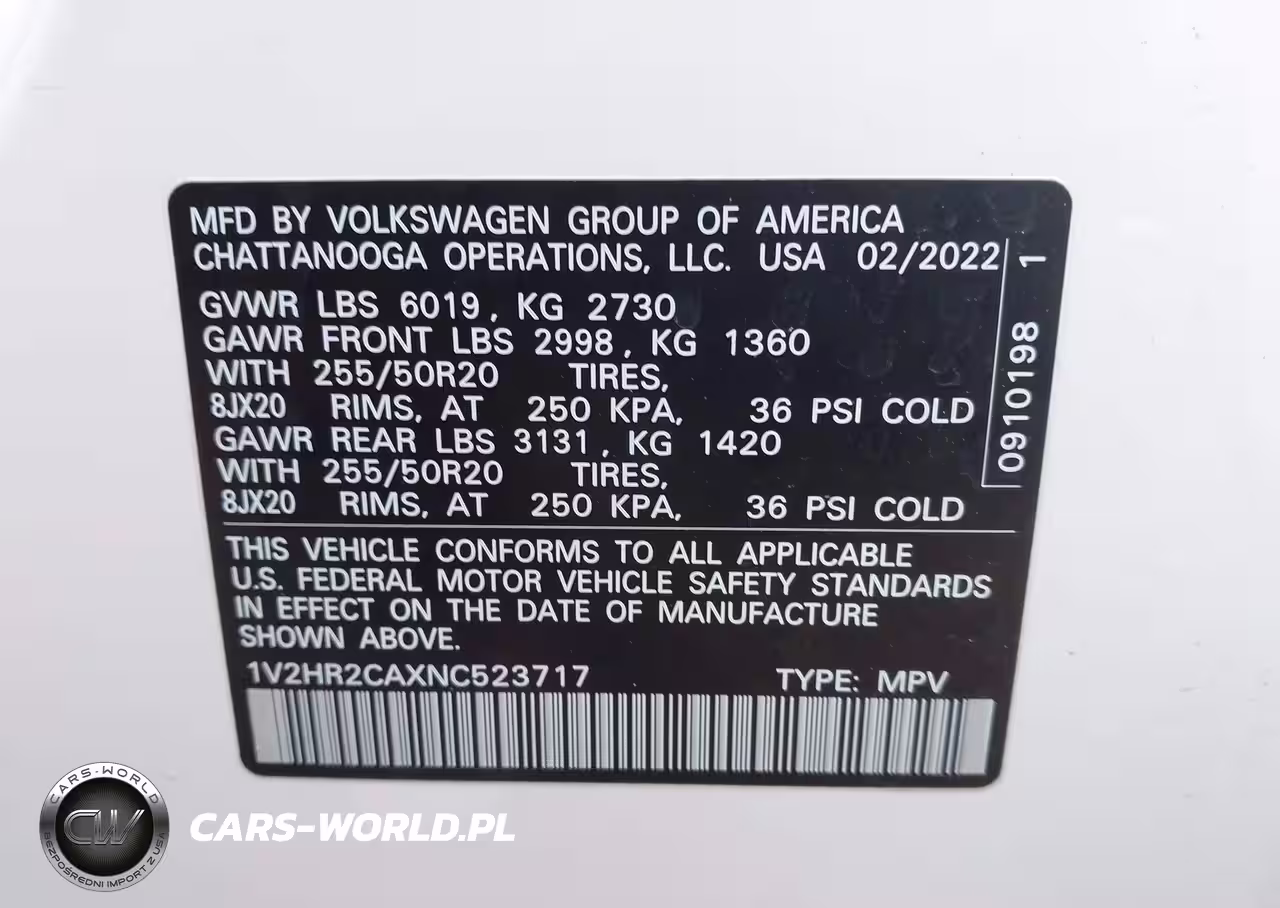 MFD BY VOLKSWAGEN GROUP OF AMERICA
CHATTANOOGA OPERATIONS, LLC. USA 02/2022
GVWR LBS 6019, KG 2730
GAWR FRONT LBS 2998, KG 1360
WITH 255/50R20 TIRES,
8JX20 RIMS, AT 250 KPA, 36 PSI COLD
GAWR REAR LBS 3131, KG 1420
WITH 255/50R20 TIRES,
8JX20 RIMS, AT 250 KPA, 36 PSI COLD
0910198 1
THIS VEHICLE CONFORMS TO ALL APPLICABLE
U.S. FEDERAL MOTOR VEHICLE SAFETY STANDARDS
IN EFFECT ON THE DATE OF MANUFACTURE
SHOWN ABOVE.
1V2HR2CAXNC523717 TYPE: MPV
CARS-WORLD
CW
BEZPOŚREDNI IMPORT Z USA
CARS-WORLD.PL